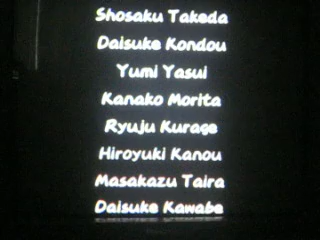 Shosaku Takeda
Daisuke Kondou
Yumi Yasui
Kanako Morita
Ryuju Kurage
Hiroyuki Kanou
Masakazu Taira
Daisuke Kawabe